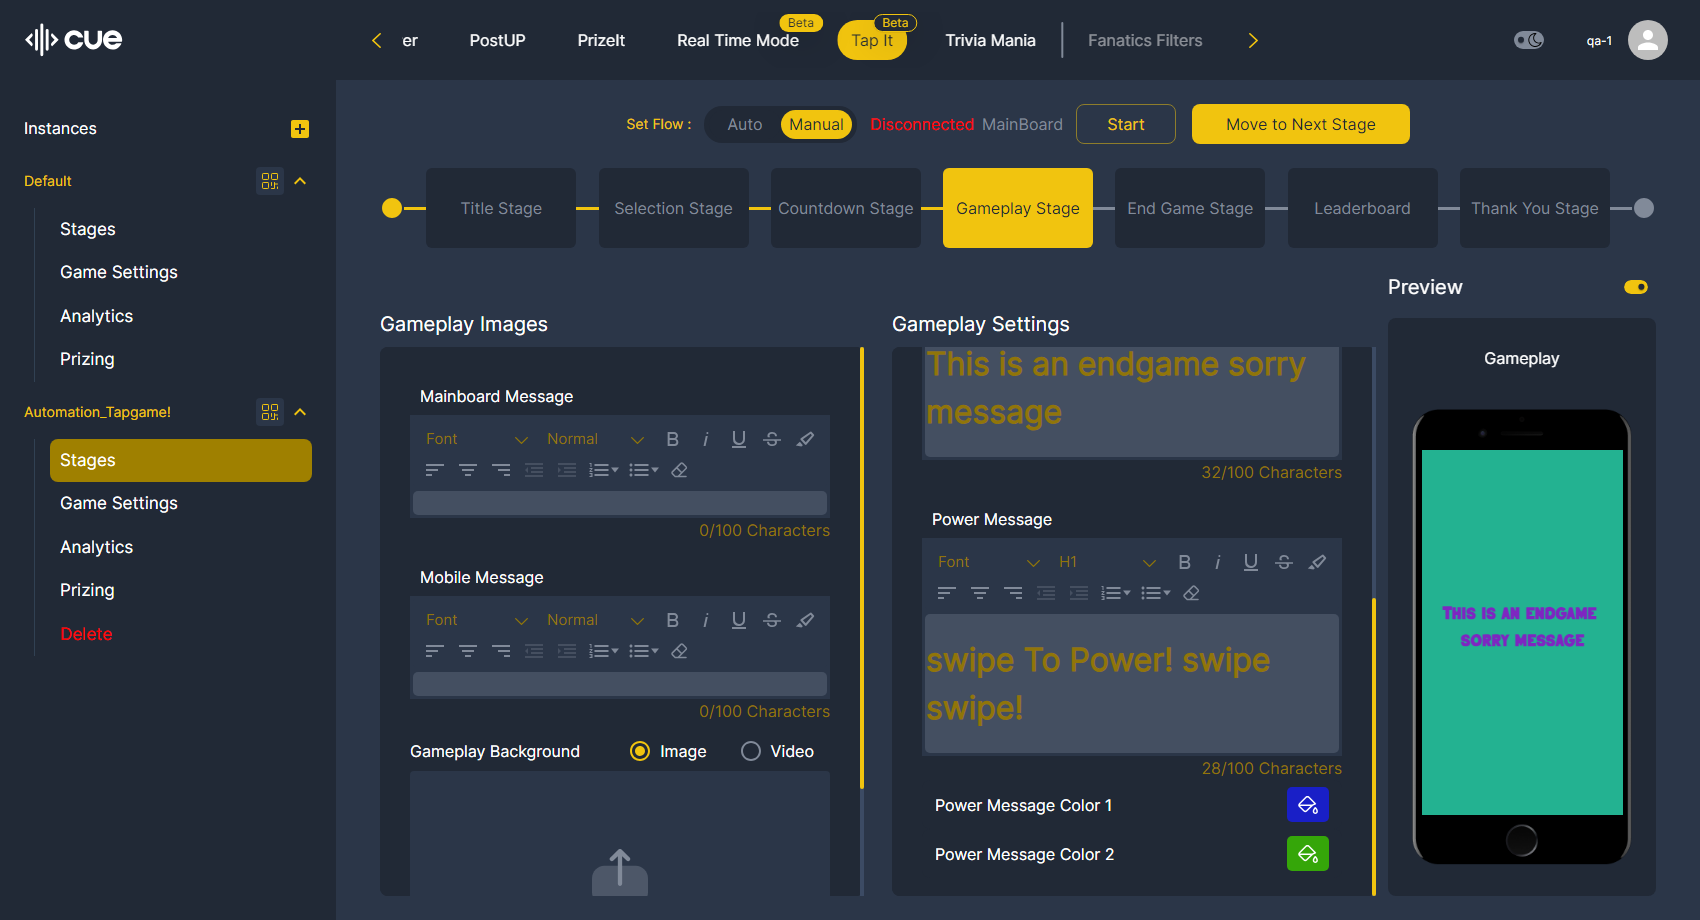 cue
er
PostUP
PrizeIt
Real Time Mode
Beta
Tap It
Beta
Trivia Mania
Fanatics Filters
qa-1
Instances
Default
Stages
Game Settings
Analytics
Prizing
Automation_Tapgame!
Stages
Game Settings
Analytics
Prizing
Delete
Set Flow :
Auto
Manual
Disconnected MainBoard
Start
Move to Next Stage
Title Stage
Selection Stage
Countdown Stage
Gameplay Stage
End Game Stage
Leaderboard
Thank You Stage
Gameplay Images
Mainboard Message
Font
Normal
0/100 Characters
Mobile Message
Font
Normal
0/100 Characters
Gameplay Background
Image
Video
Gameplay Settings
This is an endgame sorry
message
32/100 Characters
Power Message
Font
H1
swipe To Power! swipe
swipe!
28/100 Characters
Power Message Color 1
Power Message Color 2
Preview
Gameplay
This is an endgame
sorry message